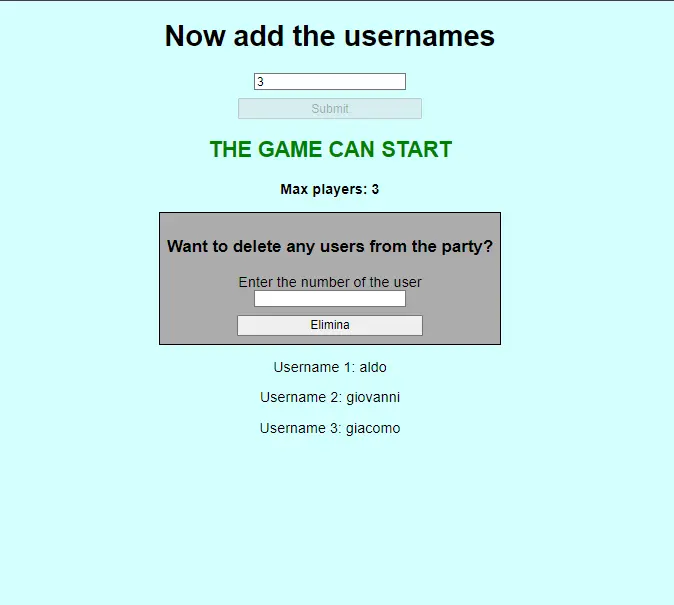 Now add the usernames
3
Submit
THE GAME CAN START
Max players: 3
Want to delete any users from the party?
Enter the number of the user
Elimina
Username 1: aldo
Username 2: giovanni
Username 3: giacomo